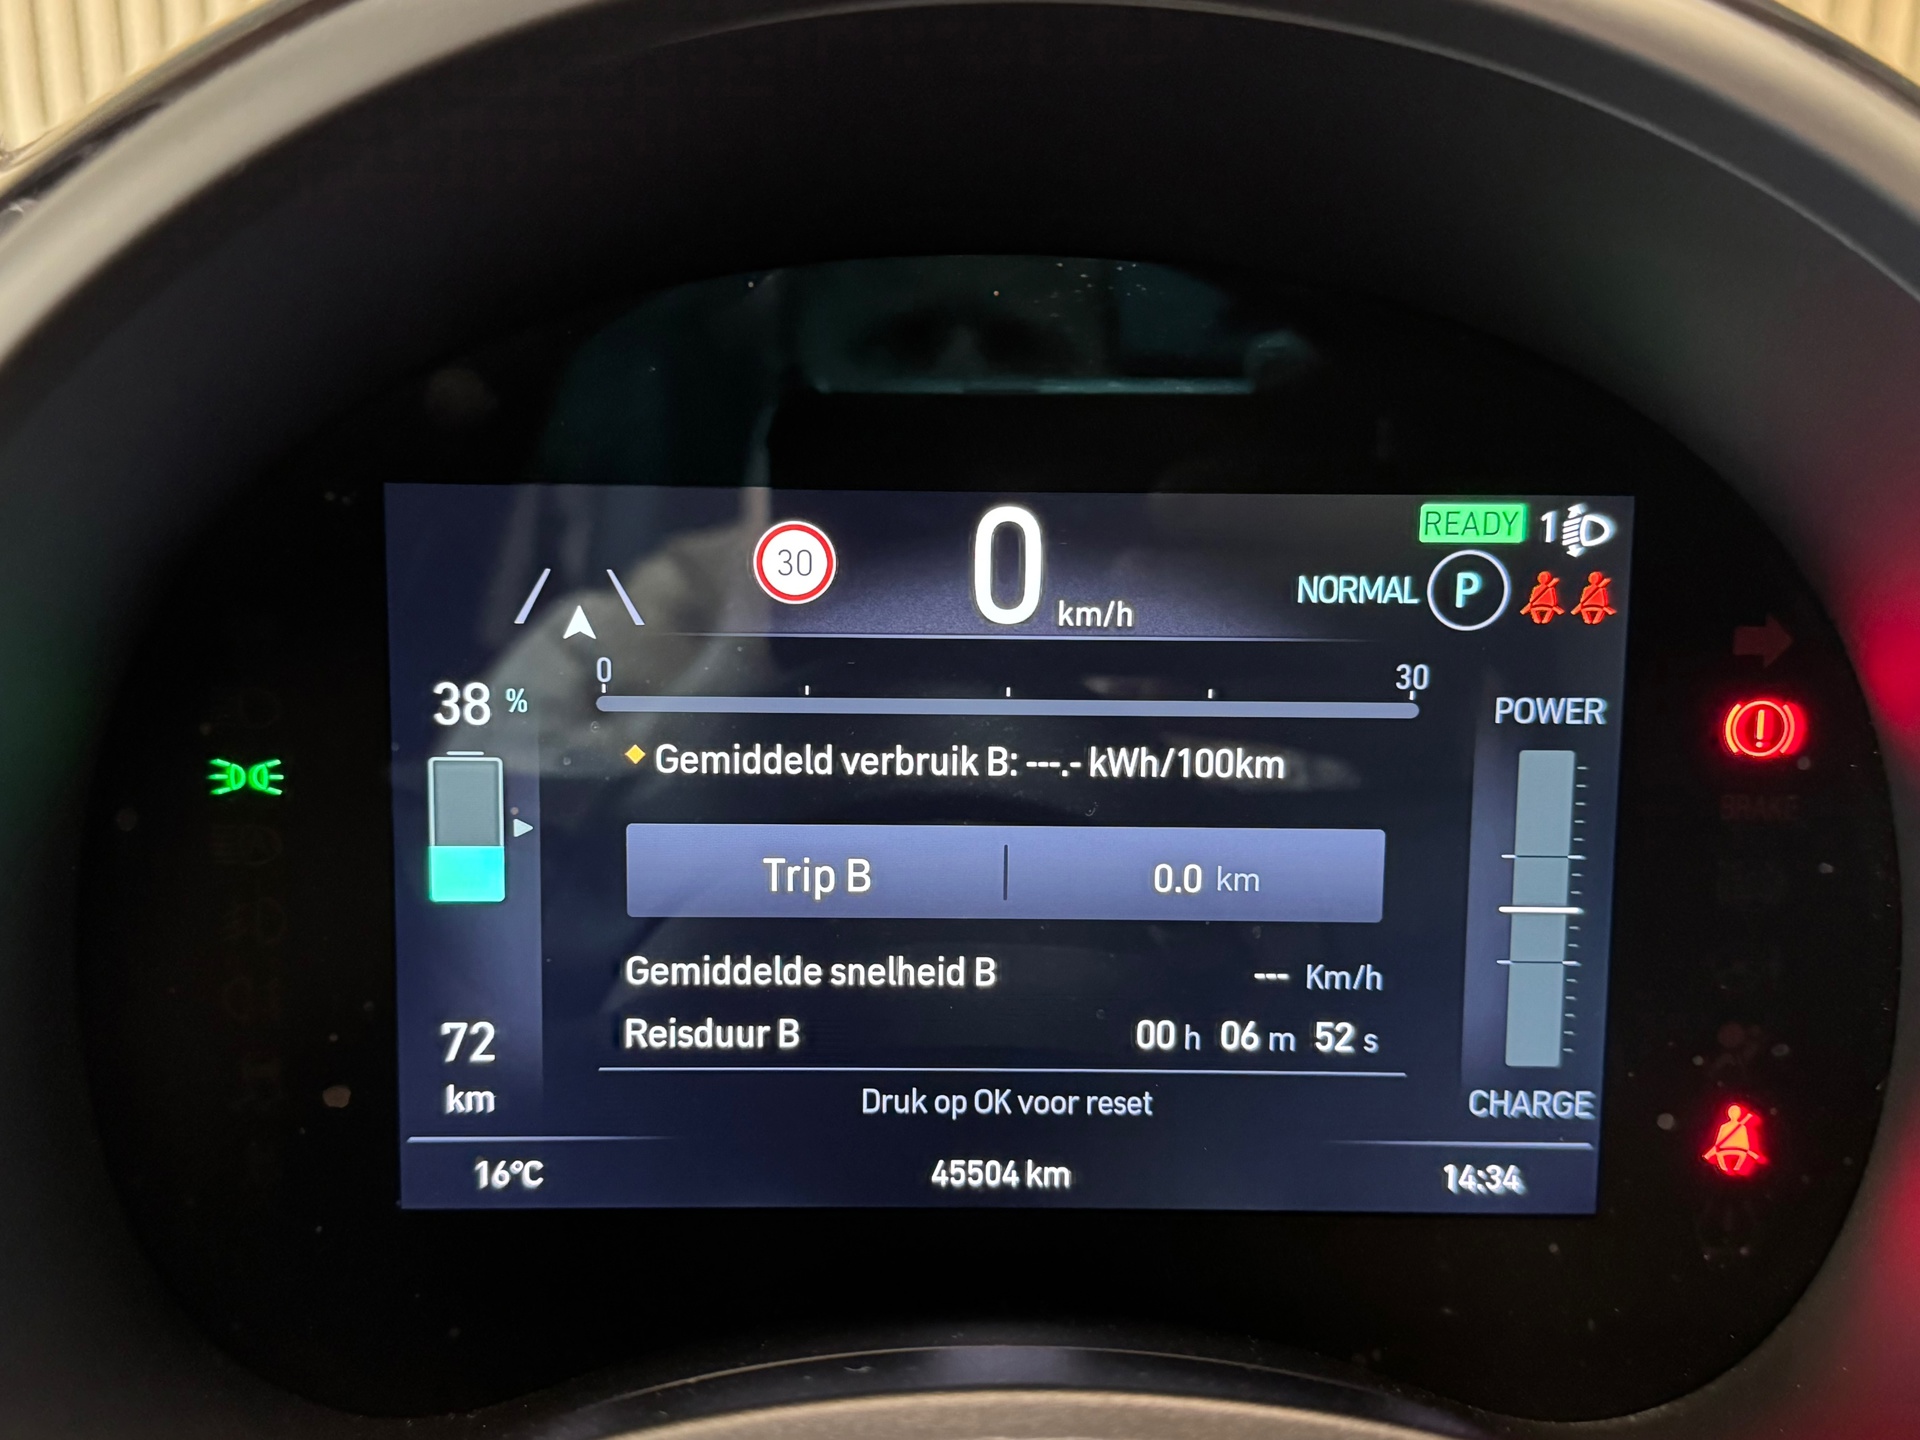 30
0 km/h
READY 1
NORMAL P
0 30
38 %
POWER
Gemiddeld verbruik B: ---.- kWh/100km
Trip B 0.0 km
BRAKE
Gemiddelde snelheid B --- Km/h
Reisduur B 00 h 06 m 52 s
72
km
Druk op OK voor reset
CHARGE
16°C 45504 km 14:34